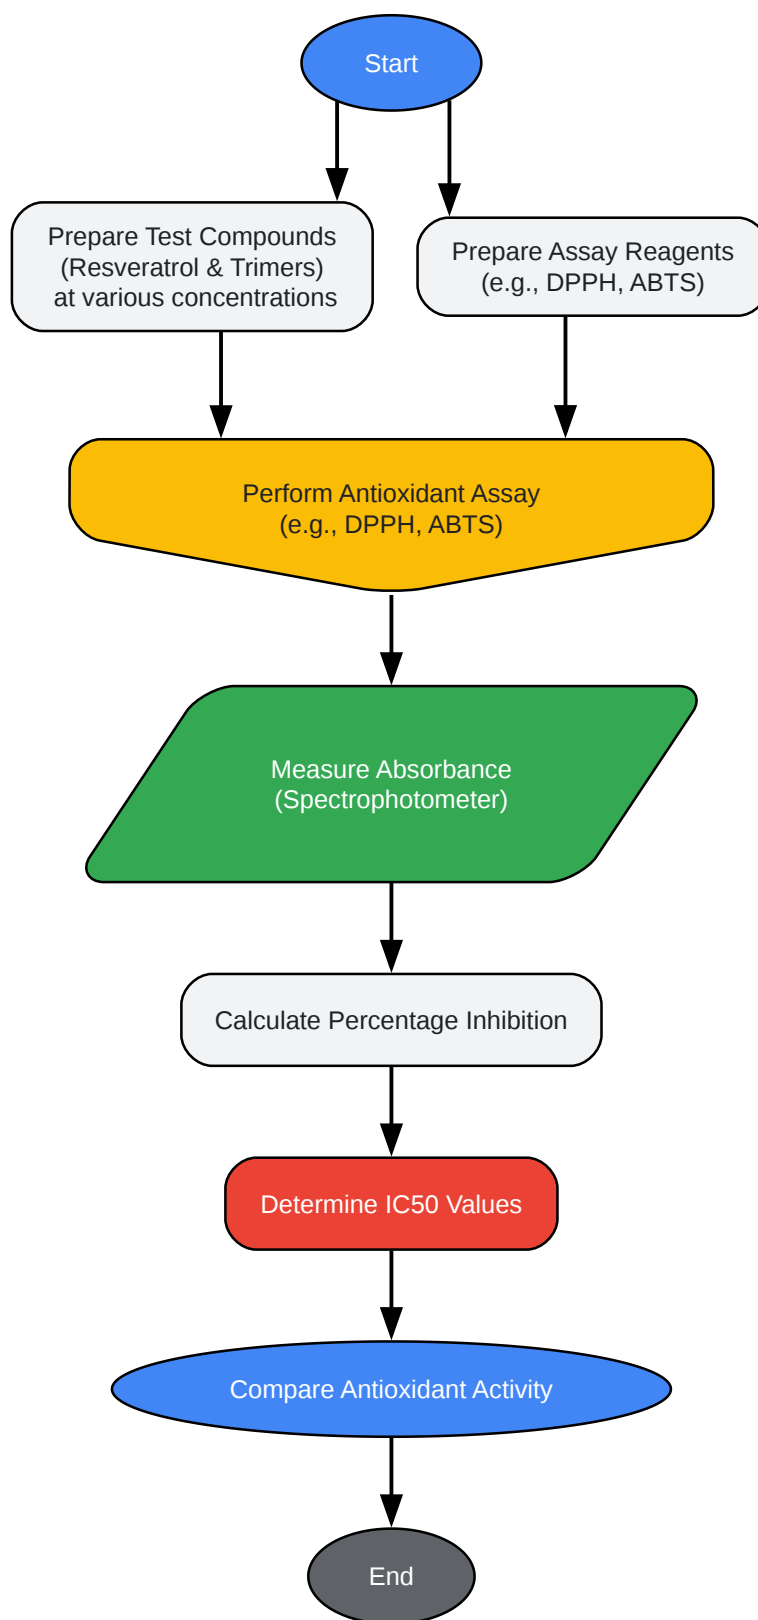 Start
Prepare Test Compounds
(Resveratrol & Trimers)
at various concentrations
Prepare Assay Reagents
(e.g., DPPH, ABTS)
Perform Antioxidant Assay
(e.g., DPPH, ABTS)
Measure Absorbance
(Spectrophotometer)
Calculate Percentage Inhibition
Determine IC50 Values
Compare Antioxidant Activity
End